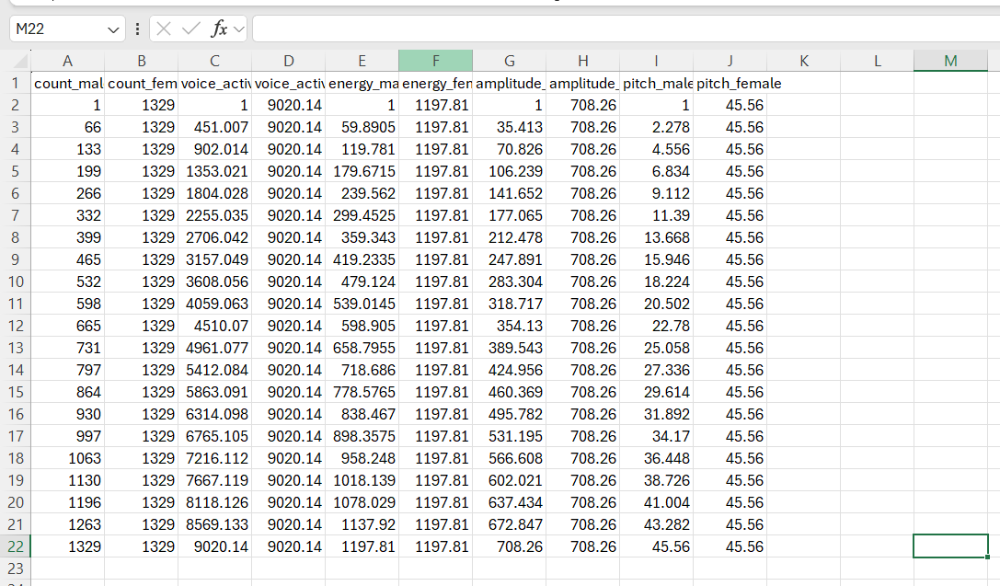 M22 fx
A B C D E F G H I J K L M
1 count_mal count_fem voice_activ voice_activ energy_ma energy_fem amplitude_ amplitude_ pitch_male pitch_female
2 1 1329 1 9020.14 1 1197.81 1 708.26 1 45.56
3 66 1329 451.007 9020.14 59.8905 1197.81 35.413 708.26 2.278 45.56
4 133 1329 902.014 9020.14 119.781 1197.81 70.826 708.26 4.556 45.56
5 199 1329 1353.021 9020.14 179.6715 1197.81 106.239 708.26 6.834 45.56
6 266 1329 1804.028 9020.14 239.562 1197.81 141.652 708.26 9.112 45.56
7 332 1329 2255.035 9020.14 299.4525 1197.81 177.065 708.26 11.39 45.56
8 399 1329 2706.042 9020.14 359.343 1197.81 212.478 708.26 13.668 45.56
9 465 1329 3157.049 9020.14 419.2335 1197.81 247.891 708.26 15.946 45.56
10 532 1329 3608.056 9020.14 479.124 1197.81 283.304 708.26 18.224 45.56
11 598 1329 4059.063 9020.14 539.0145 1197.81 318.717 708.26 20.502 45.56
12 665 1329 4510.07 9020.14 598.905 1197.81 354.13 708.26 22.78 45.56
13 731 1329 4961.077 9020.14 658.7955 1197.81 389.543 708.26 25.058 45.56
14 797 1329 5412.084 9020.14 718.686 1197.81 424.956 708.26 27.336 45.56
15 864 1329 5863.091 9020.14 778.5765 1197.81 460.369 708.26 29.614 45.56
16 930 1329 6314.098 9020.14 838.467 1197.81 495.782 708.26 31.892 45.56
17 997 1329 6765.105 9020.14 898.3575 1197.81 531.195 708.26 34.17 45.56
18 1063 1329 7216.112 9020.14 958.248 1197.81 566.608 708.26 36.448 45.56
19 1130 1329 7667.119 9020.14 1018.139 1197.81 602.021 708.26 38.726 45.56
20 1196 1329 8118.126 9020.14 1078.029 1197.81 637.434 708.26 41.004 45.56
21 1263 1329 8569.133 9020.14 1137.92 1197.81 672.847 708.26 43.282 45.56
22 1329 1329 9020.14 9020.14 1197.81 1197.81 708.26 708.26 45.56 45.56
23